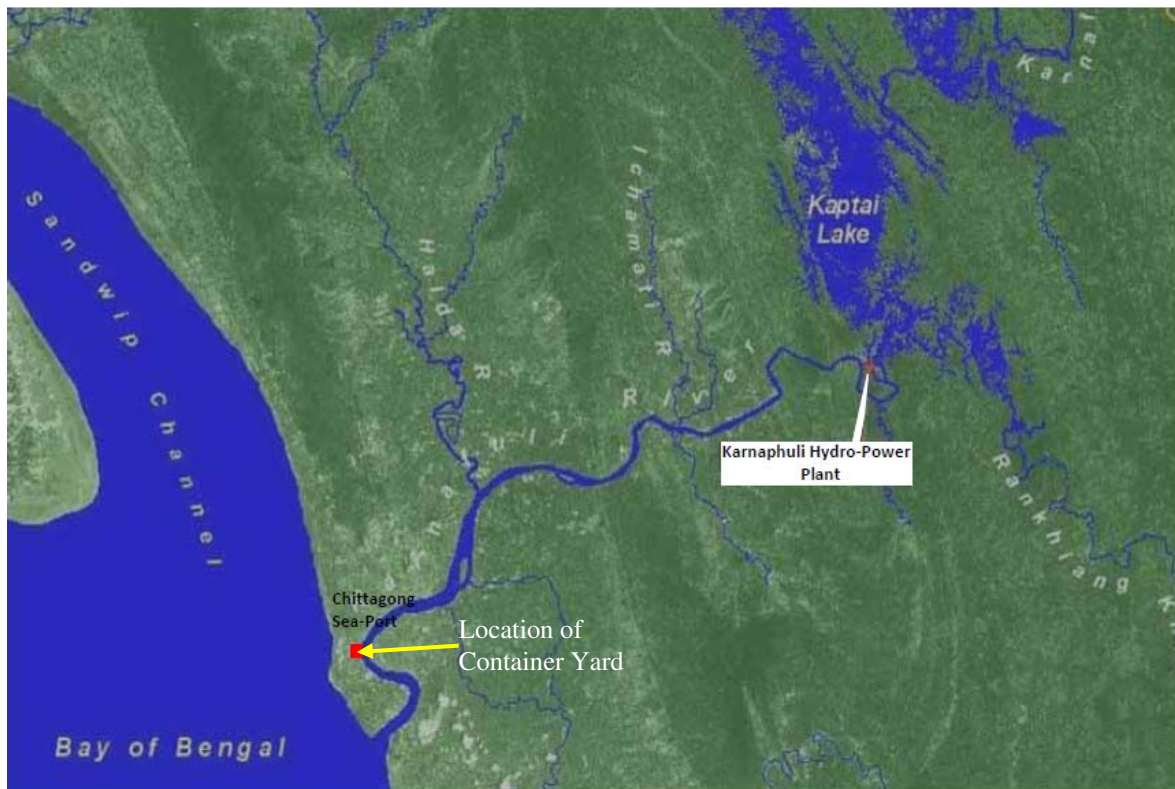 Kar
Sandwip Channel
Halda R
Ichamati R
Kaptai
Lake
River
Karnaphuli Hydro-Power
Plant
Rankhiang
Chittagong
Sea-Port
Location of
Container Yard
Bay of Bengal